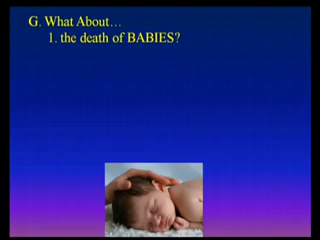 G. What About…
1. the death of BABIES?